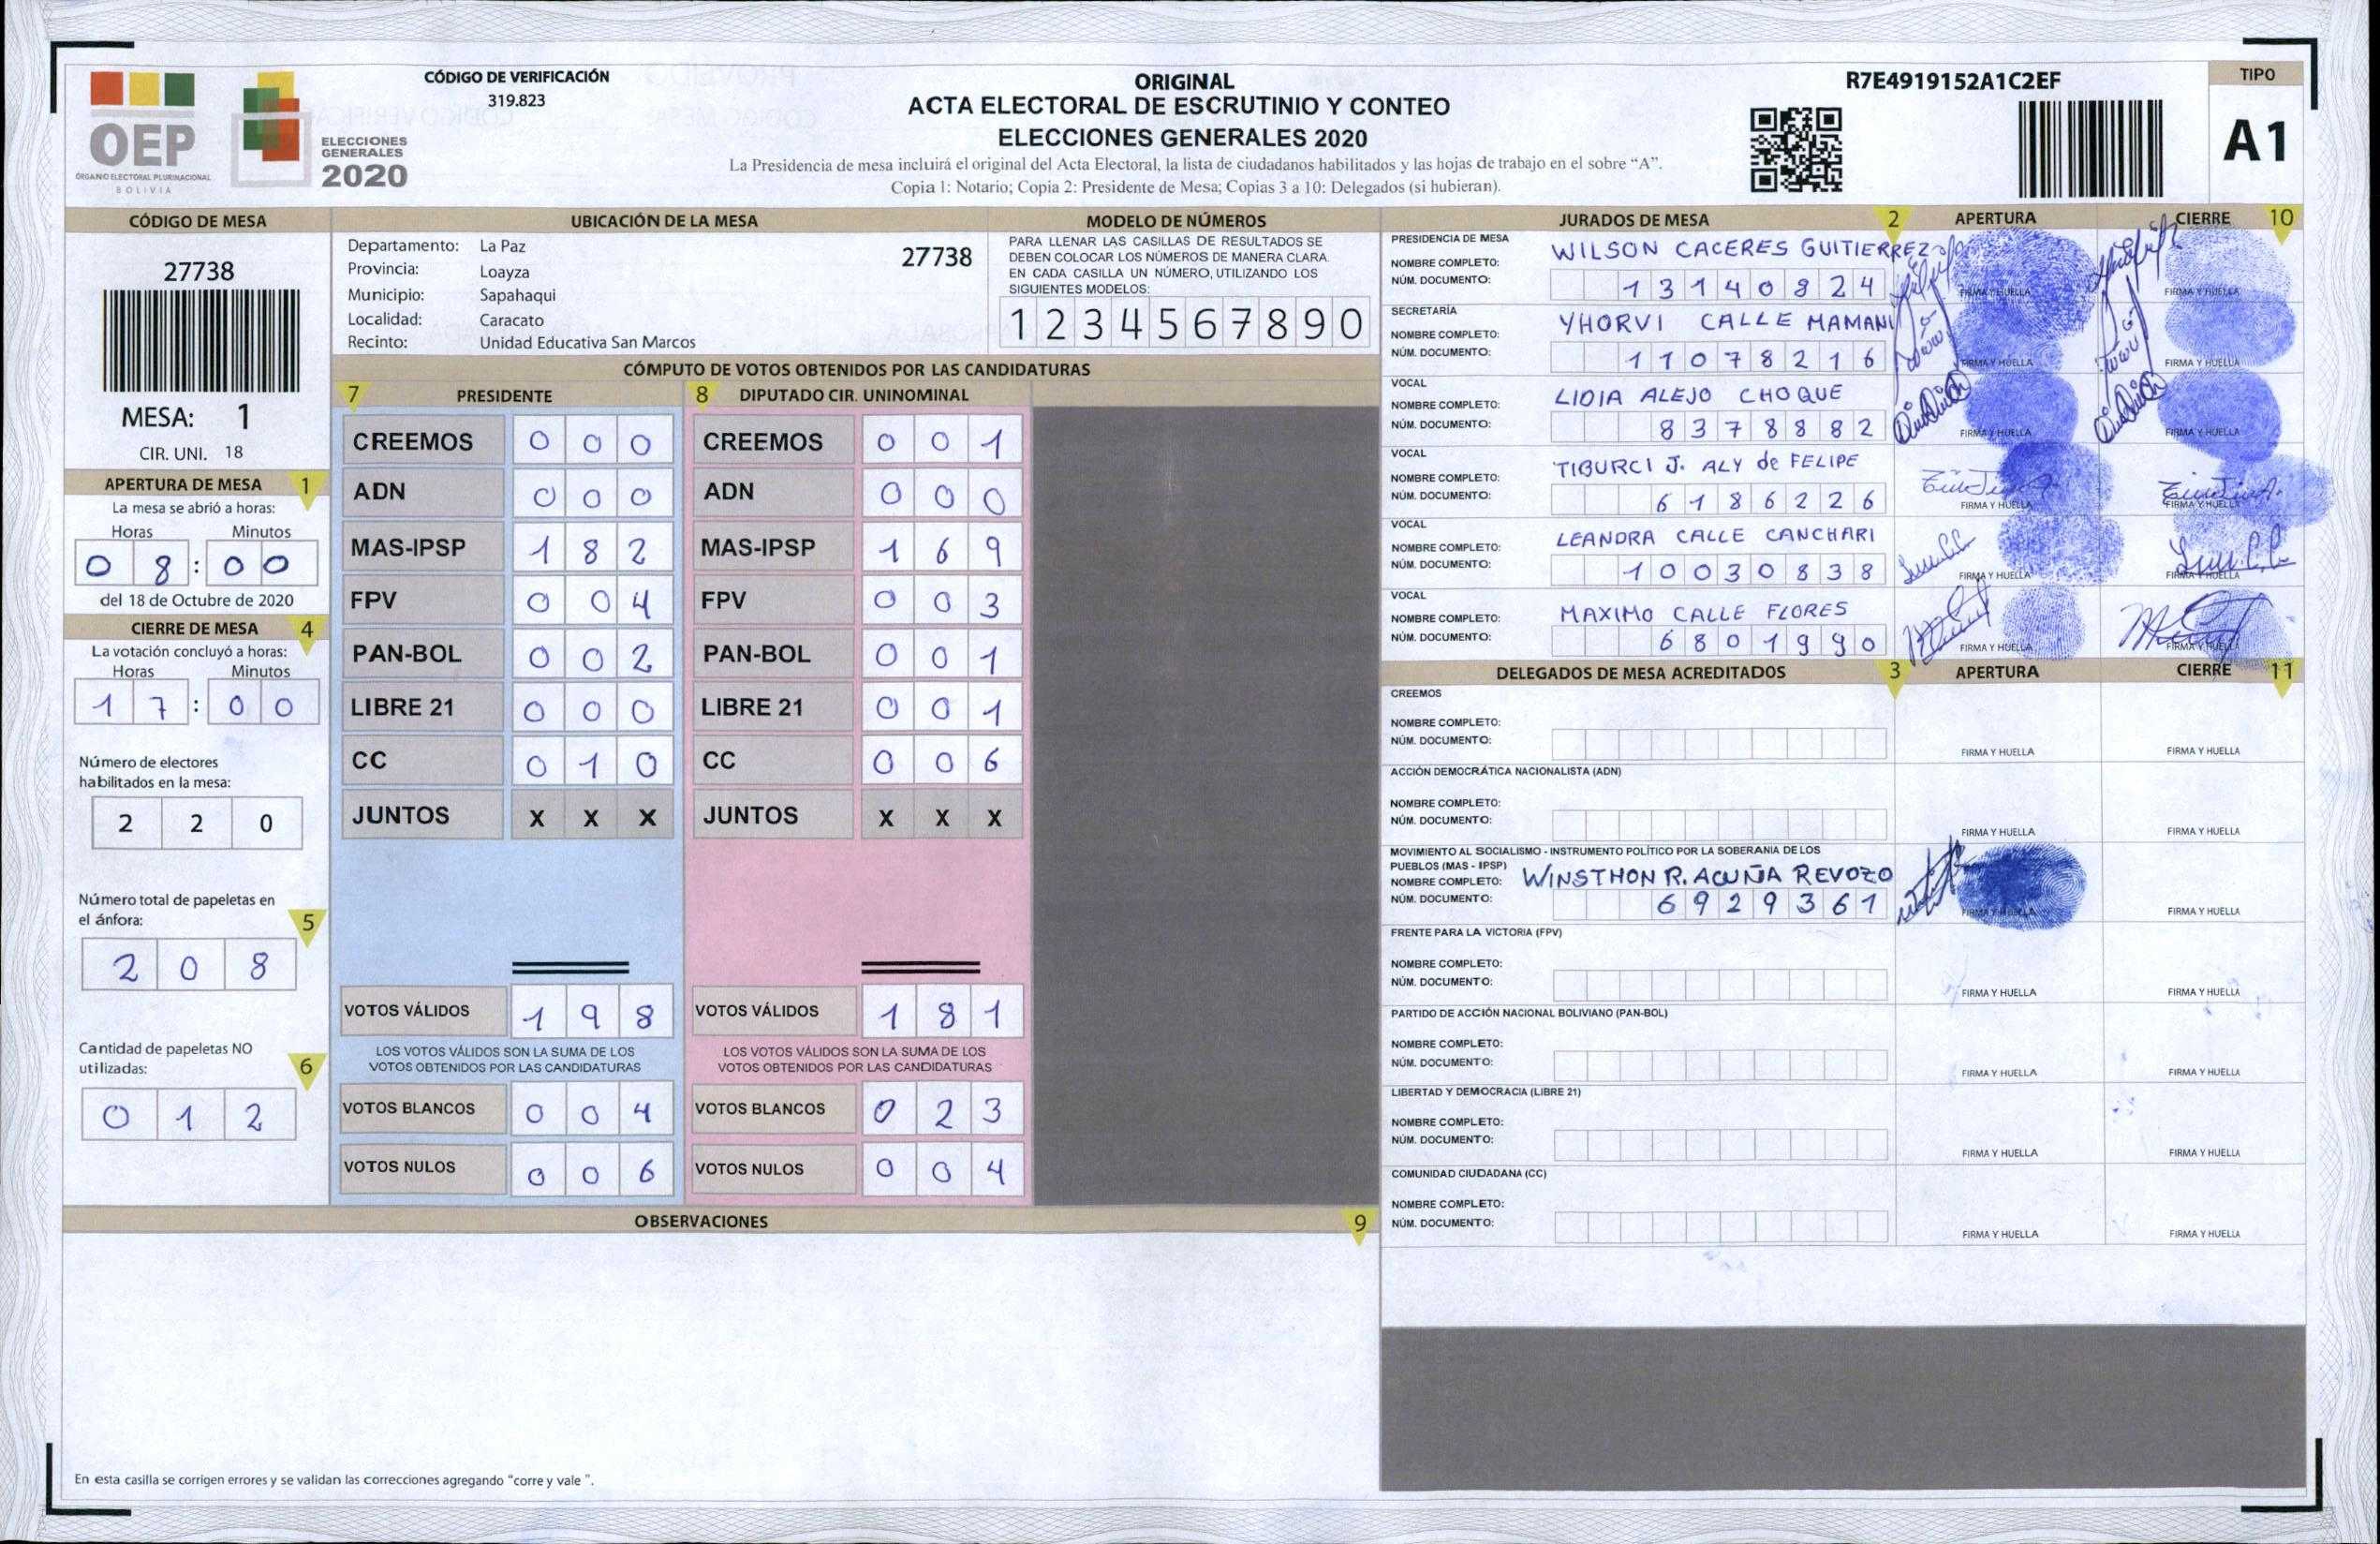 OEP
ÓRGANO ELECTORAL PLURINACIONAL
BOLIVIA
ELECCIONES
GENERALES
2020
CÓDIGO DE VERIFICACIÓN
319.823
ORIGINAL
ACTA ELECTORAL DE ESCRUTINIO Y CONTEO
ELECCIONES GENERALES 2020
La Presidencia de mesa incluirá el original del Acta Electoral, la lista de ciudadanos habilitados y las hojas de trabajo en el sobre “A”.
Copia 1: Notario; Copia 2: Presidente de Mesa; Copias 3 a 10: Delegados (si hubieran).
R7E4919152A1C2EF
TIPO
A1
CÓDIGO DE MESA
27738
MESA: 1
CIR. UNI. 18
APERTURA DE MESA 1
La mesa se abrió a horas:
Horas Minutos
0 8 : 0 0
del 18 de Octubre de 2020
CIERRE DE MESA 4
La votación concluyó a horas:
Horas Minutos
1 7 : 0 0
Número de electores
habilitados en la mesa:
2 2 0
Número total de papeletas en
el ánfora: 5
2 0 8
Cantidad de papeletas NO
utilizadas: 6
0 1 2
UBICACIÓN DE LA MESA
Departamento: La Paz
27738
Provincia: Loayza
Municipio: Sapahaqui
Localidad: Caracato
Recinto: Unidad Educativa San Marcos
MODELO DE NÚMEROS
PARA LLENAR LAS CASILLAS DE RESULTADOS SE
DEBEN COLOCAR LOS NÚMEROS DE MANERA CLARA.
EN CADA CASILLA UN NÚMERO, UTILIZANDO LOS
SIGUIENTES MODELOS:
1 2 3 4 5 6 7 8 9 0
CÓMPUTO DE VOTOS OBTENIDOS POR LAS CANDIDATURAS
7 PRESIDENTE
CREEMOS 0 0 0
ADN 0 0 0
MAS-IPSP 1 8 2
FPV 0 0 4
PAN-BOL 0 0 2
LIBRE 21 0 0 0
CC 0 1 0
JUNTOS X X X
VOTOS VÁLIDOS 1 9 8
LOS VOTOS VÁLIDOS SON LA SUMA DE LOS
VOTOS OBTENIDOS POR LAS CANDIDATURAS
VOTOS BLANCOS 0 0 4
VOTOS NULOS 0 0 6
8 DIPUTADO CIR. UNINOMINAL
CREEMOS 0 0 1
ADN 0 0 0
MAS-IPSP 1 6 9
FPV 0 0 3
PAN-BOL 0 0 1
LIBRE 21 0 0 1
CC 0 0 6
JUNTOS X X X
VOTOS VÁLIDOS 1 8 1
LOS VOTOS VÁLIDOS SON LA SUMA DE LOS
VOTOS OBTENIDOS POR LAS CANDIDATURAS
VOTOS BLANCOS 0 2 3
VOTOS NULOS 0 0 4
OBSERVACIONES 9
En esta casilla se corrigen errores y se validan las correcciones agregando "corre y vale ".
JURADOS DE MESA 2 APERTURA CIERRE 10
PRESIDENCIA DE MESA
NOMBRE COMPLETO: WILSON CACERES GUITIERREZ
NÚM. DOCUMENTO: 1 3 1 4 0 9 2 4
FIRMA Y HUELLA FIRMA Y HUELLA
SECRETARÍA
NOMBRE COMPLETO: YHORVI CALLE MAMANI
NÚM. DOCUMENTO: 1 1 0 7 8 2 1 6
FIRMA Y HUELLA FIRMA Y HUELLA
VOCAL
NOMBRE COMPLETO: LIDIA ALEJO CHOQUE
NÚM. DOCUMENTO: 8 3 7 8 8 8 2
FIRMA Y HUELLA FIRMA Y HUELLA
VOCAL
NOMBRE COMPLETO: TIBURCI J. ALY de FELIPE
NÚM. DOCUMENTO: 6 1 8 6 2 2 6
FIRMA Y HUELLA FIRMA Y HUELLA
VOCAL
NOMBRE COMPLETO: LEANDRA CALLE CANCHARI
NÚM. DOCUMENTO: 1 0 0 3 0 8 3 8
FIRMA Y HUELLA FIRMA Y HUELLA
VOCAL
NOMBRE COMPLETO: MAXIMO CALLE FLORES
NÚM. DOCUMENTO: 6 8 0 1 9 9 0
FIRMA Y HUELLA FIRMA Y HUELLA
DELEGADOS DE MESA ACREDITADOS 3 APERTURA CIERRE 11
CREEMOS
NOMBRE COMPLETO:
NÚM. DOCUMENTO:
FIRMA Y HUELLA FIRMA Y HUELLA
ACCIÓN DEMOCRÁTICA NACIONALISTA (ADN)
NOMBRE COMPLETO:
NÚM. DOCUMENTO:
FIRMA Y HUELLA FIRMA Y HUELLA
MOVIMIENTO AL SOCIALISMO - INSTRUMENTO POLÍTICO POR LA SOBERANIA DE LOS
PUEBLOS (MAS - IPSP)
NOMBRE COMPLETO: WINSTHON R. ACUÑA REVOZO
NÚM. DOCUMENTO: 6 9 2 9 3 6 1
FIRMA Y HUELLA FIRMA Y HUELLA
FRENTE PARA LA VICTORIA (FPV)
NOMBRE COMPLETO:
NÚM. DOCUMENTO:
FIRMA Y HUELLA FIRMA Y HUELLA
PARTIDO DE ACCIÓN NACIONAL BOLIVIANO (PAN-BOL)
NOMBRE COMPLETO:
NÚM. DOCUMENTO:
FIRMA Y HUELLA FIRMA Y HUELLA
LIBERTAD Y DEMOCRACIA (LIBRE 21)
NOMBRE COMPLETO:
NÚM. DOCUMENTO:
FIRMA Y HUELLA FIRMA Y HUELLA
COMUNIDAD CIUDADANA (CC)
NOMBRE COMPLETO:
NÚM. DOCUMENTO:
FIRMA Y HUELLA FIRMA Y HUELLA